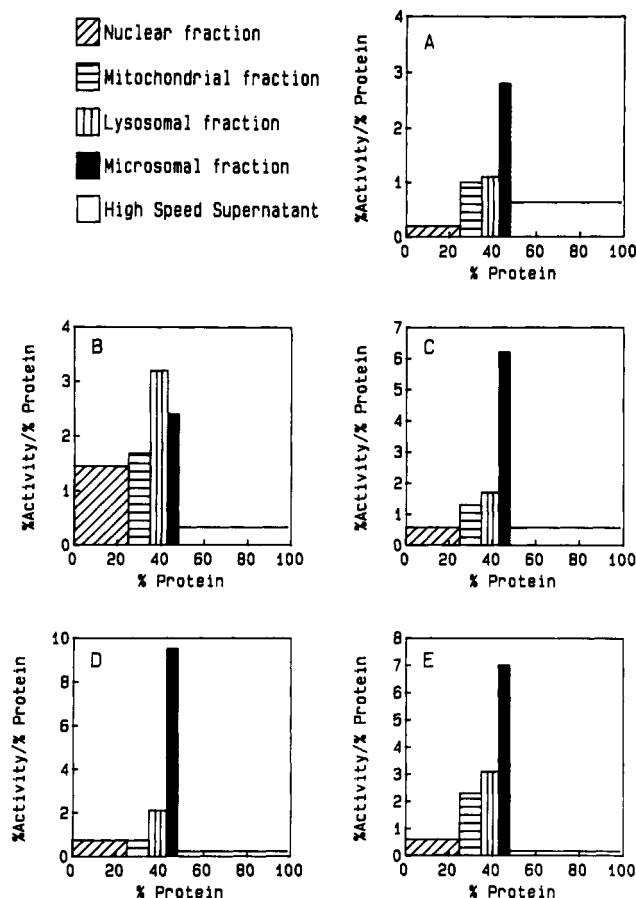 Nuclear fraction
Mitochondrial fraction
Lysosomal fraction
Microsomal fraction
High Speed Supernatant
A
%Activity/% Protein
4
3
2
1
0
0 20 40 60 80 100
% Protein
B
%Activity/% Protein
4
3
2
1
0
0 20 40 60 80 100
% Protein
C
%Activity/% Protein
7
6
5
4
3
2
1
0
0 20 40 60 80 100
% Protein
D
%Activity/% Protein
10
8
6
4
2
0
0 20 40 60 80 100
% Protein
E
%Activity/% Protein
8
7
6
5
4
3
2
1
0
0 20 40 60 80 100
% Protein